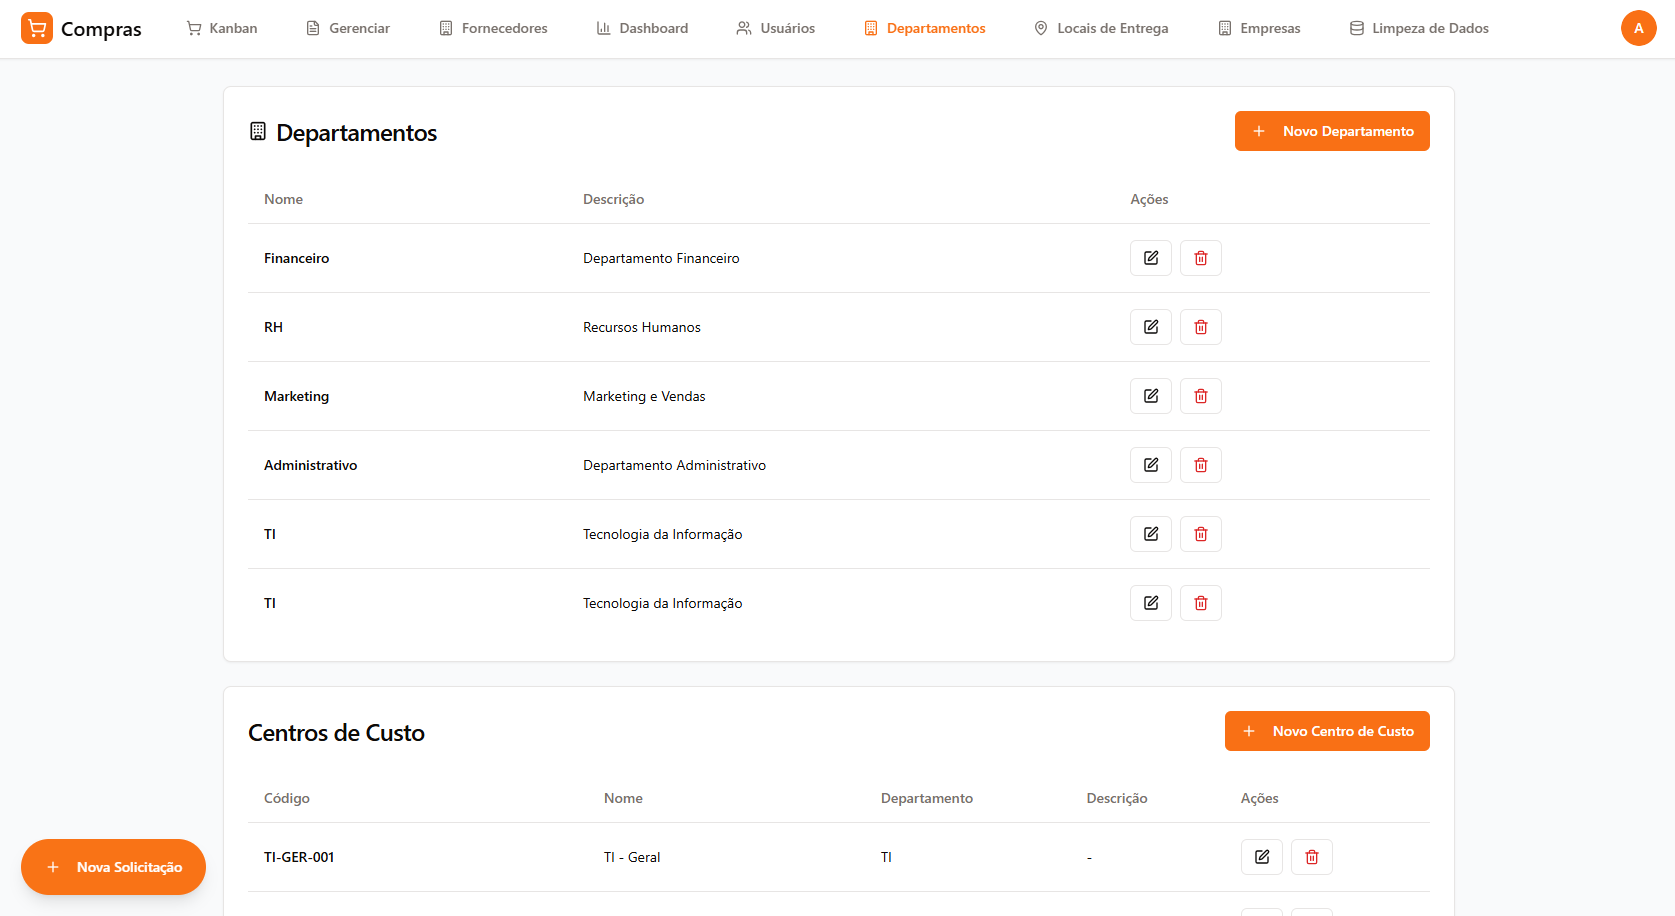 Compras
Kanban
Gerenciar
Fornecedores
Dashboard
Usuários
Departamentos
Locais de Entrega
Empresas
Limpeza de Dados
A
Departamentos
Novo Departamento
Nome Descrição Ações
Financeiro Departamento Financeiro
RH Recursos Humanos
Marketing Marketing e Vendas
Administrativo Departamento Administrativo
TI Tecnologia da Informação
TI Tecnologia da Informação
Centros de Custo
Novo Centro de Custo
Código Nome Departamento Descrição Ações
TI-GER-001 TI - Geral TI -
Nova Solicitação